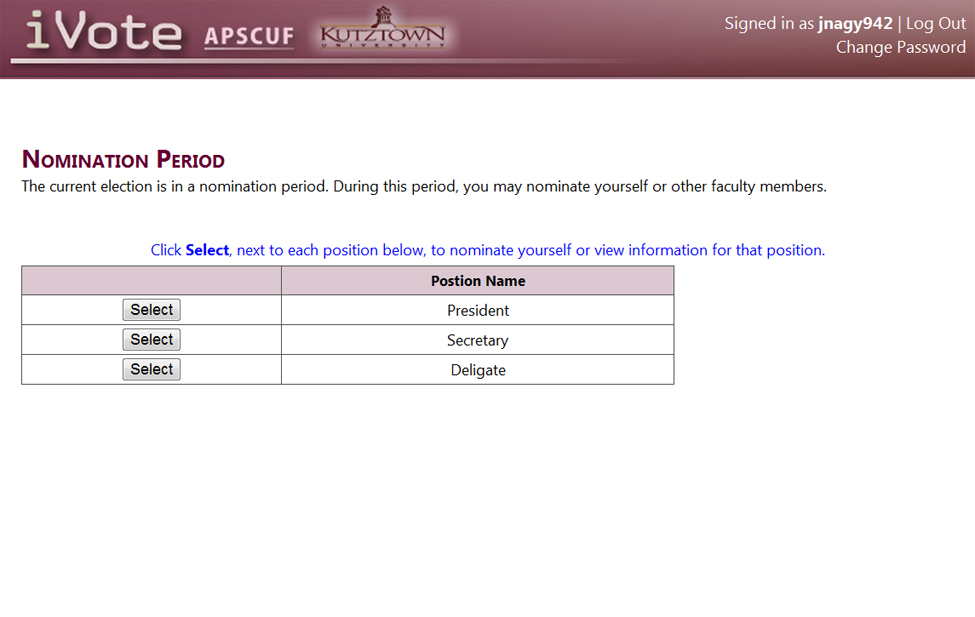 iVote APSCUF KUTZTOWN UNIVERSITY
Signed in as jnagy942 | Log Out
Change Password
Nomination Period
The current election is in a nomination period. During this period, you may nominate yourself or other faculty members.
Click Select, next to each position below, to nominate yourself or view information for that position.
Postion Name
Select President
Select Secretary
Select Deligate